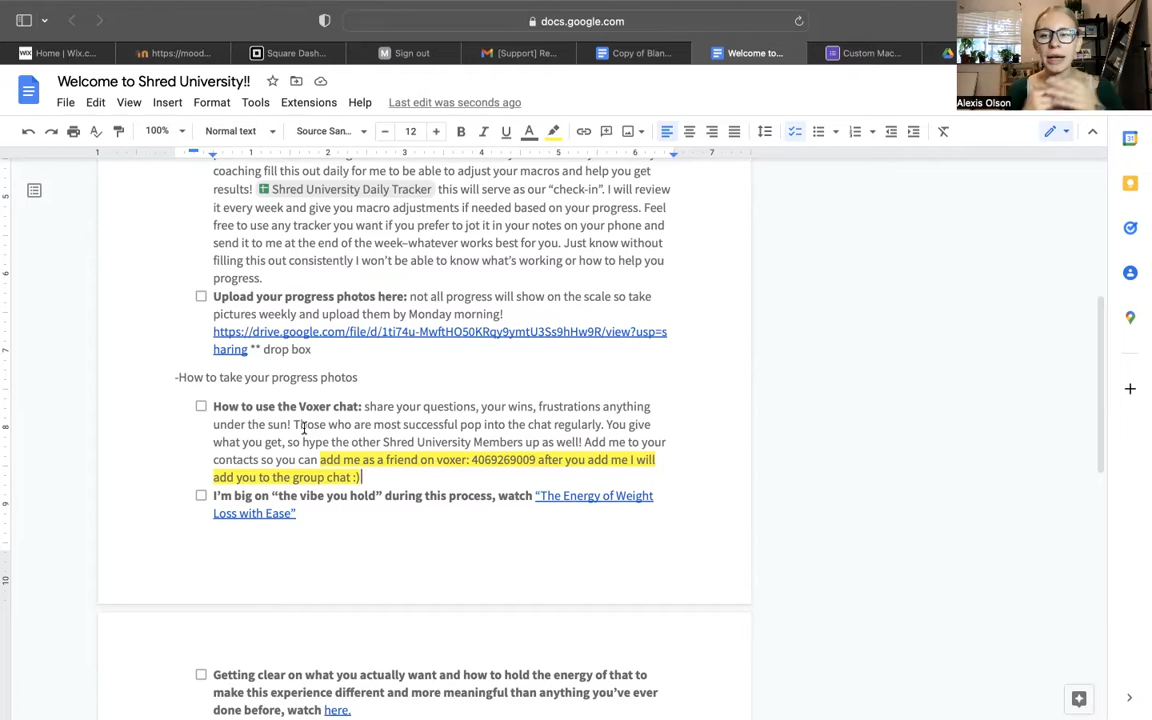 docs.google.com
Home | Wix.c...
https://mood...
Square Dash...
Sign out
[Support] Re...
Copy of Blan...
Welcome to...
Custom Mac...
Welcome to Shred University!!
File Edit View Insert Format Tools Extensions Help Last edit was seconds ago
100% Normal text Source San... 12
Alexis Olson
1 1 2 3 4 5 6 7
coaching fill this out daily for me to be able to adjust your macros and help you get
results! Shred University Daily Tracker this will serve as our “check-in”. I will review
it every week and give you macro adjustments if needed based on your progress. Feel
free to use any tracker you want if you prefer to jot it in your notes on your phone and
send it to me at the end of the week–whatever works best for you. Just know without
filling this out consistently I won’t be able to know what’s working or how to help you
progress.
Upload your progress photos here: not all progress will show on the scale so take
pictures weekly and upload them by Monday morning!
https://drive.google.com/file/d/1ti74u-MwftHO50KRqy9ymtU3Ss9hHw9R/view?usp=s
haring ** drop box
-How to take your progress photos
How to use the Voxer chat: share your questions, your wins, frustrations anything
under the sun! Those who are most successful pop into the chat regularly. You give
what you get, so hype the other Shred University Members up as well! Add me to your
contacts so you can add me as a friend on voxer: 4069269009 after you add me I will
add you to the group chat :)
I’m big on “the vibe you hold” during this process, watch “The Energy of Weight
Loss with Ease”
Getting clear on what you actually want and how to hold the energy of that to
make this experience different and more meaningful than anything you’ve ever
done before, watch here.